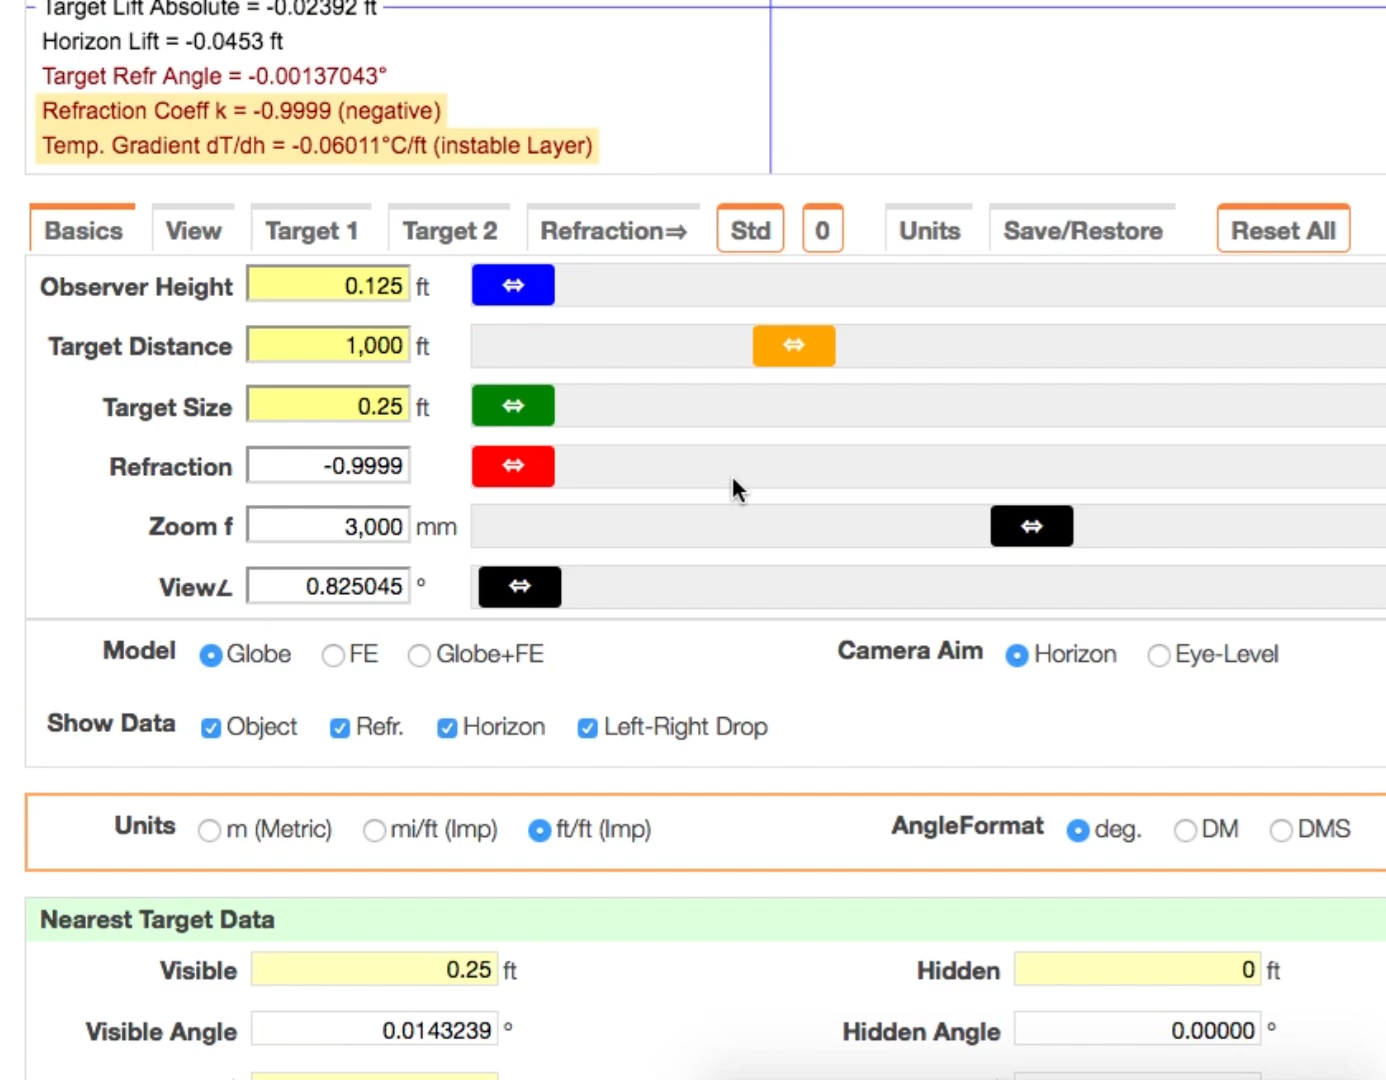 Target Lift Absolute = -0.02392 ft
Horizon Lift = -0.0453 ft
Target Refr Angle = -0.00137043°
Refraction Coeff k = -0.9999 (negative)
Temp. Gradient dT/dh = -0.06011°C/ft (instable Layer)
Basics View Target 1 Target 2 Refraction⇒ Std 0 Units Save/Restore Reset All
Observer Height 0.125 ft ⇔
Target Distance 1,000 ft ⇔
Target Size 0.25 ft ⇔
Refraction -0.9999 ⇔
Zoom f 3,000 mm ⇔
View∠ 0.825045 ° ⇔
Model Globe FE Globe+FE Camera Aim Horizon Eye-Level
Show Data Object Refr. Horizon Left-Right Drop
Units m (Metric) mi/ft (Imp) ft/ft (Imp) AngleFormat deg. DM DMS
Nearest Target Data
Visible 0.25 ft Hidden 0 ft
Visible Angle 0.0143239 ° Hidden Angle 0.00000 °